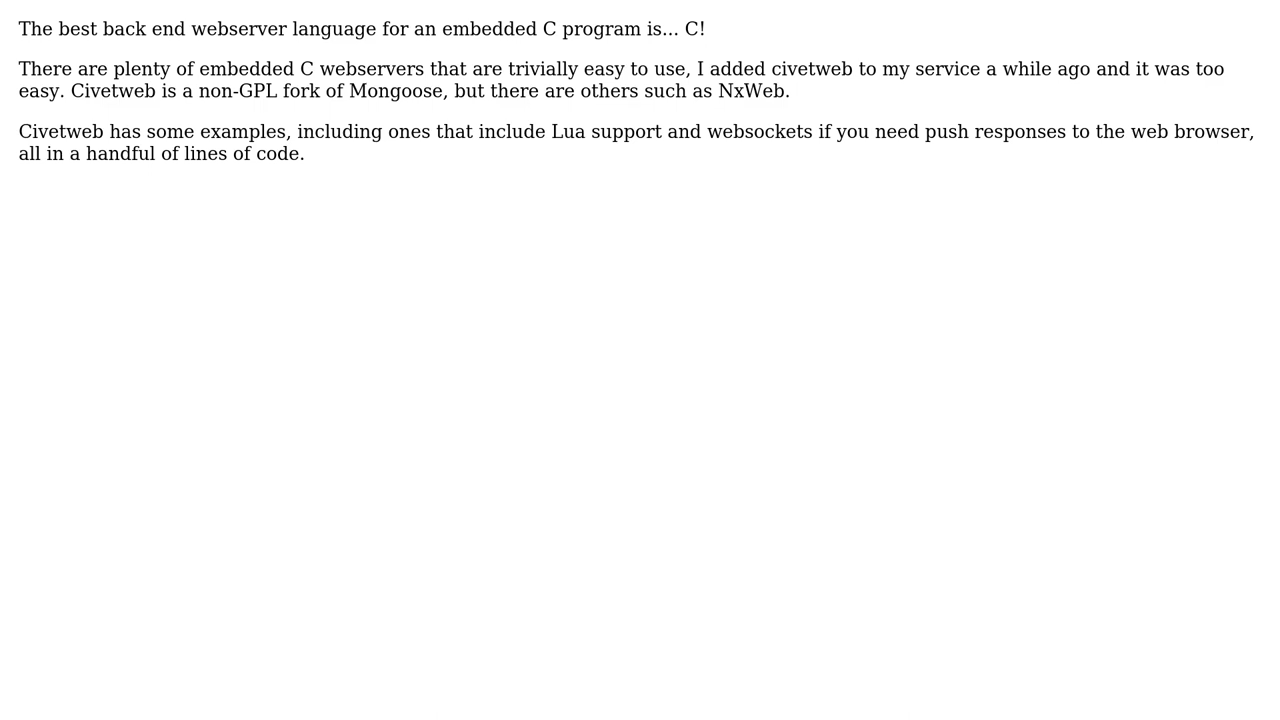 The best back end webserver language for an embedded C program is... C!
There are plenty of embedded C webservers that are trivially easy to use, I added civetweb to my service a while ago and it was too
easy. Civetweb is a non-GPL fork of Mongoose, but there are others such as NxWeb.
Civetweb has some examples, including ones that include Lua support and websockets if you need push responses to the web browser,
all in a handful of lines of code.